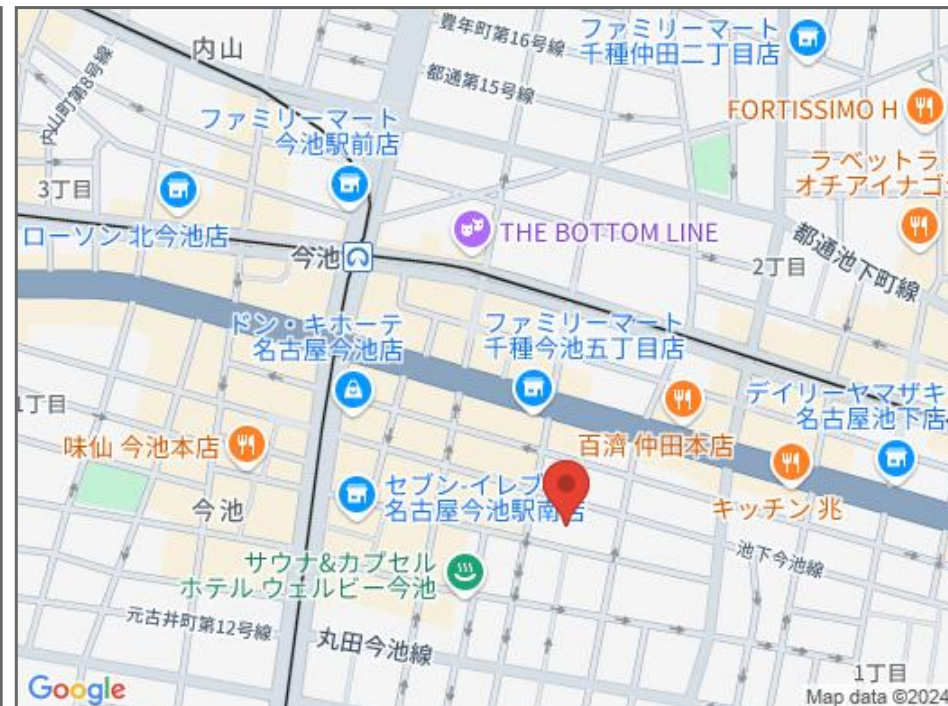 内山
豊年町第16号線
ファミリーマート
千種仲田二丁目店
都通第15号線
内山町第8号線
FORTISSIMO H
ファミリーマート
今池駅前店
ラ ベットラ
オチアイナゴ
3丁目
ローソン 北今池店
THE BOTTOM LINE
今池
都通池下町線
2丁目
ドン・キホーテ
名古屋今池店
ファミリーマート
千種今池五丁目店
デイリーヤマザキ
名古屋池下店
1丁目
味仙 今池本店
百済 仲田本店
セブン-イレブ
名古屋今池駅南店
今池
キッチン 兆
サウナ&カプセル
ホテル ウェルビー今池
池下今池線
元古井町第12号線
丸田今池線
1丁目
Google
Map data ©2024